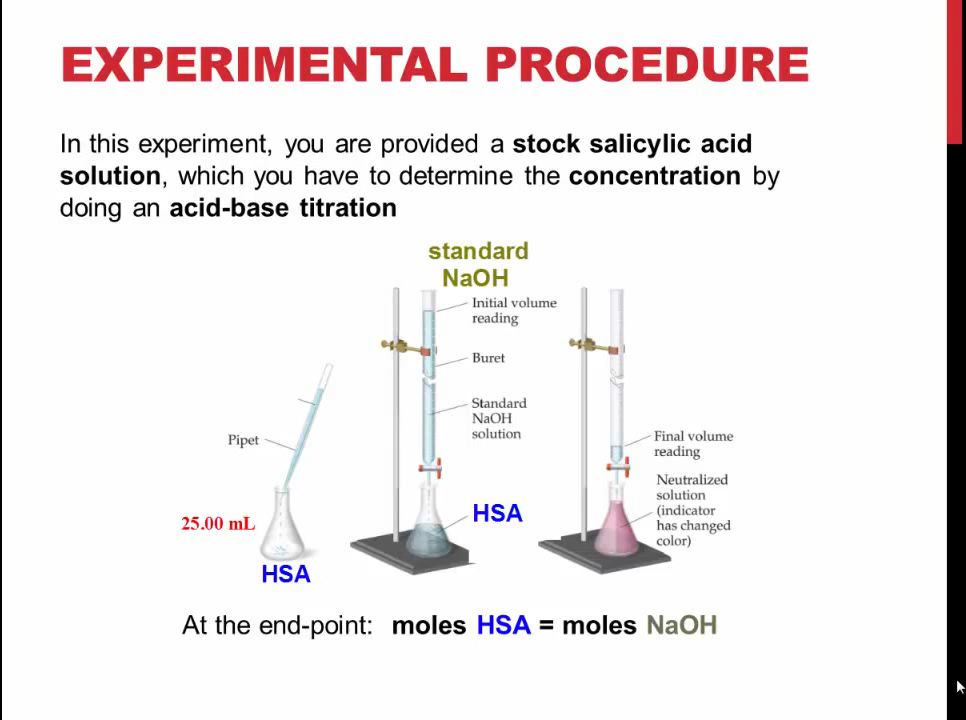 EXPERIMENTAL PROCEDURE
In this experiment, you are provided a stock salicylic acid
solution, which you have to determine the concentration by
doing an acid-base titration
standard
NaOH
Initial volume
reading
Buret
Standard
NaOH
solution
Pipet
Final volume
reading
Neutralized
solution
(indicator
has changed
color)
HSA
25.00 mL
HSA
At the end-point: moles HSA = moles NaOH